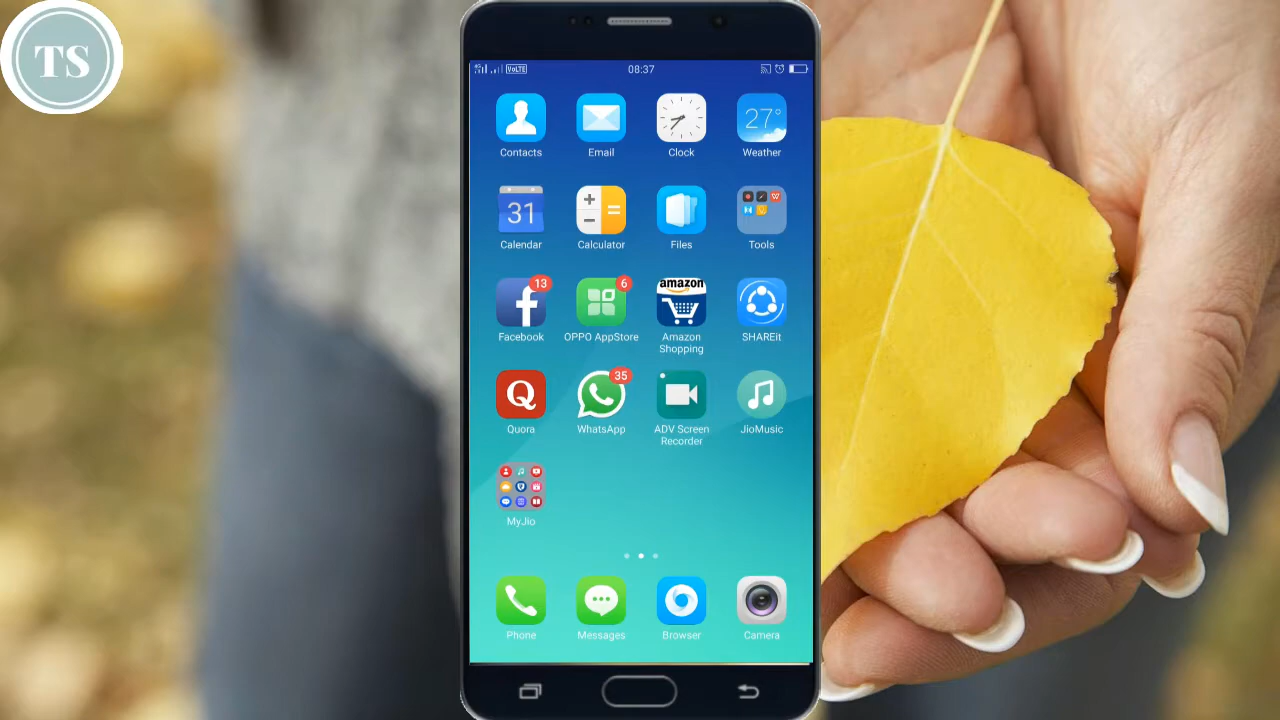 TS
VoLTE
08:37
27°
Contacts
Email
Clock
Weather
31
Calendar
Calculator
Files
Tools
13
6
amazon
Facebook
OPPO AppStore
Amazon
Shopping
SHAREit
35
Q
Quora
WhatsApp
ADV Screen
Recorder
JioMusic
MyJio
Phone
Messages
Browser
Camera